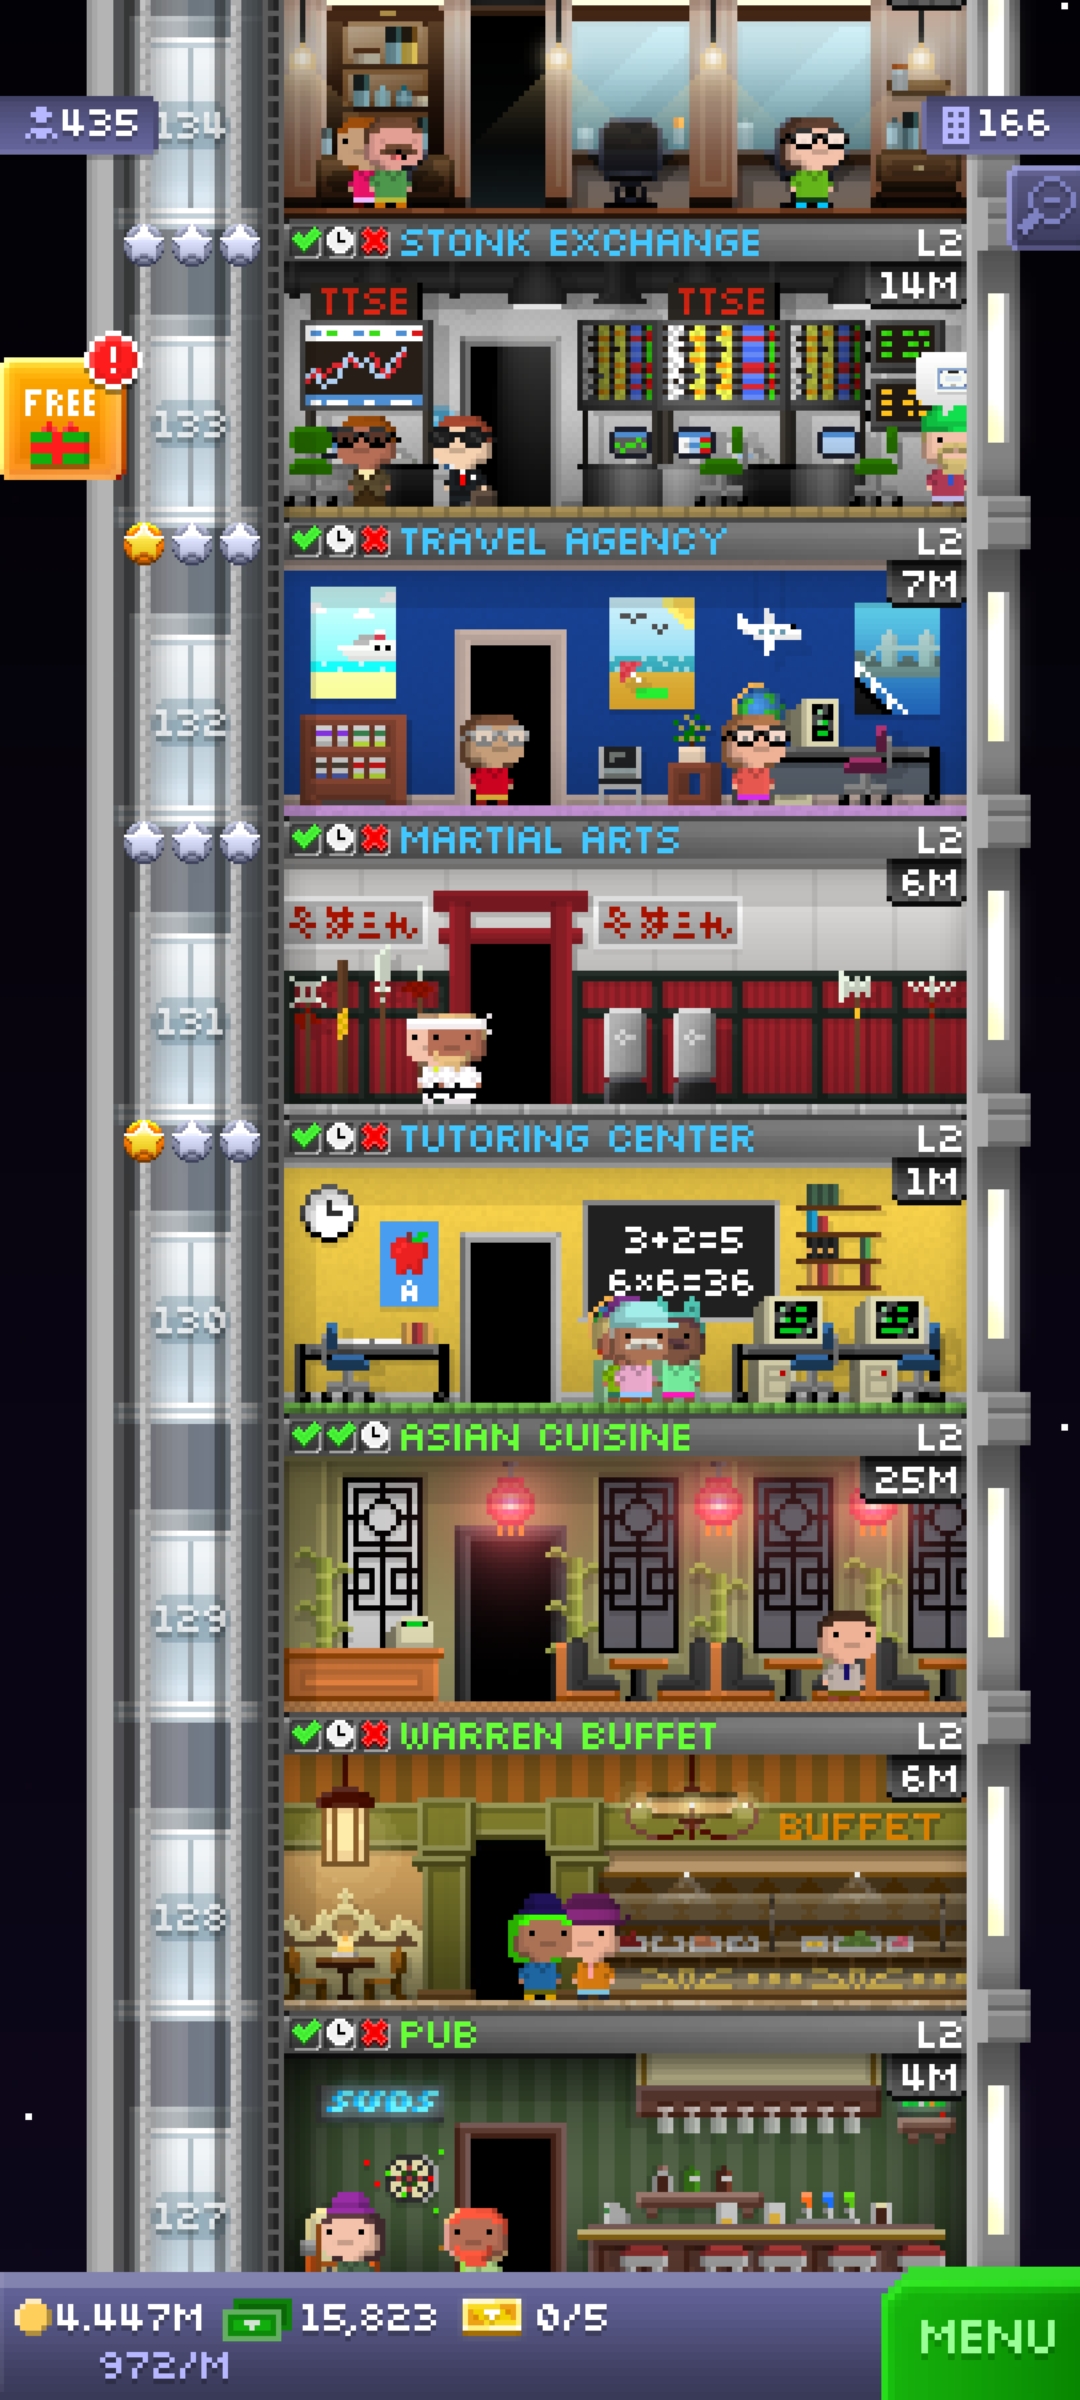 435
134
166
STONK EXCHANGE L2
14M
TTSE TTSE
FREE
!
133
TRAVEL AGENCY L2
7M
132
MARTIAL ARTS L2
6M
131
TUTORING CENTER L2
1M
3+2=5
6x6=36
A
130
ASIAN CUISINE L2
25M
129
WARREN BUFFET L2
6M
BUFFET
128
PUB L2
4M
SUDS
127
4.447M 15,823 0/5
972/M
MENU